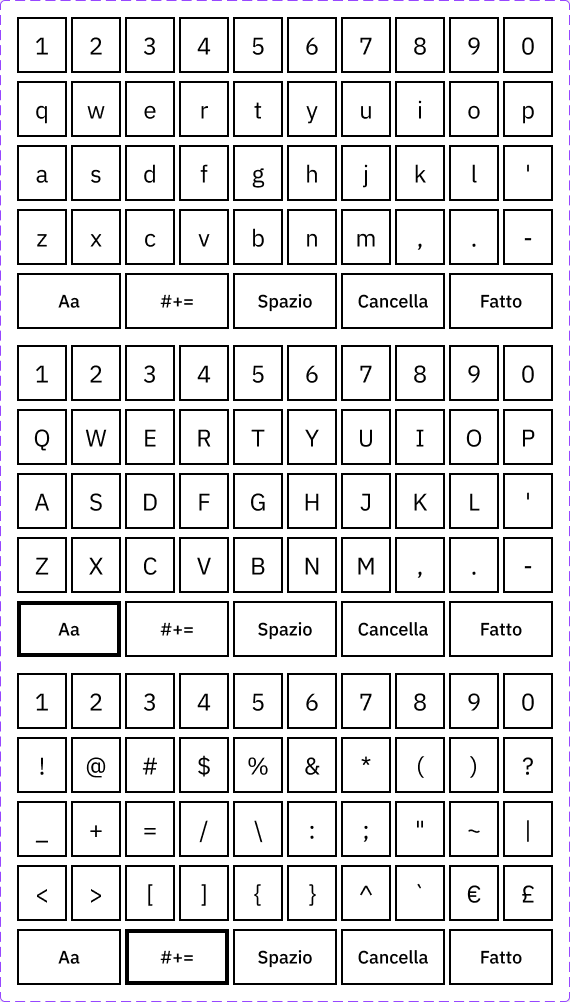 1 2 3 4 5 6 7 8 9 0
q w e r t y u i o p
a s d f g h j k l '
z x c v b n m , . -
Aa #+= Spazio Cancella Fatto
1 2 3 4 5 6 7 8 9 0
Q W E R T Y U I O P
A S D F G H J K L '
Z X C V B N M , . -
Aa #+= Spazio Cancella Fatto
1 2 3 4 5 6 7 8 9 0
! @ # $ % & * ( ) ?
_ + = / \ : ; " ~ |
< > [ ] { } ^ ` € £
Aa #+= Spazio Cancella Fatto